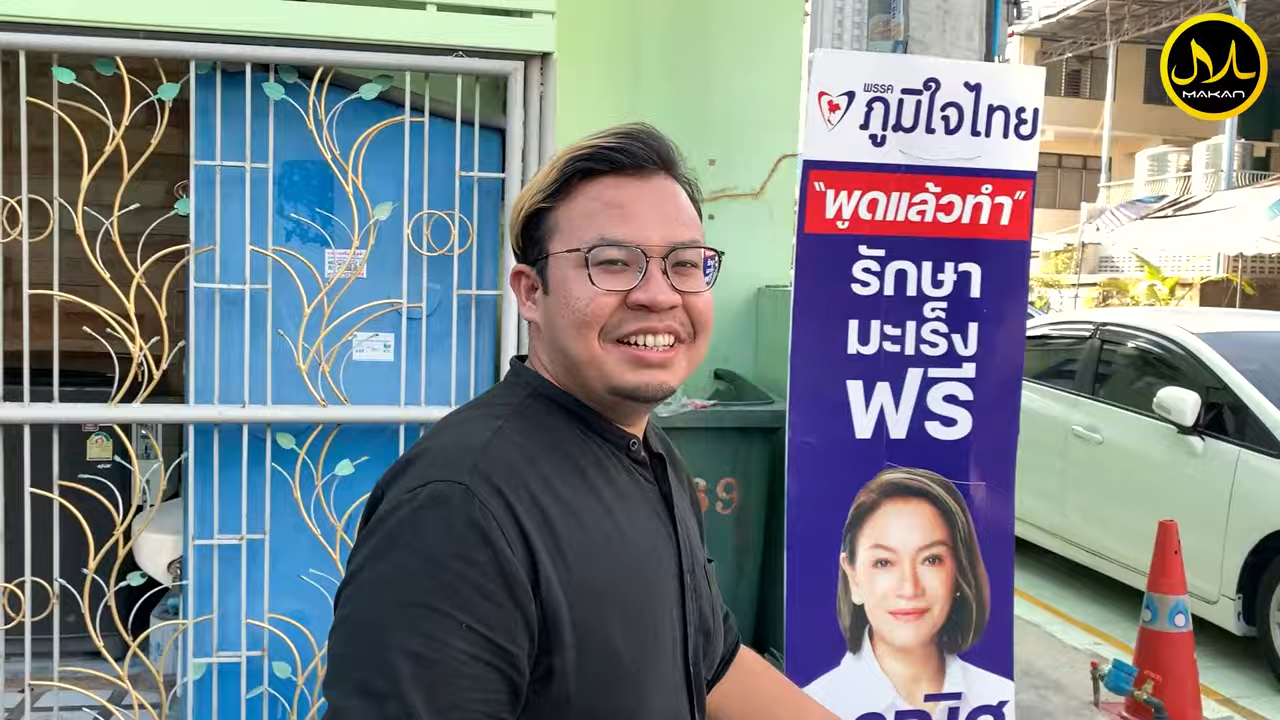 MAKAN
พรรค
ภูมิใจไทย
"พูดแล้วทำ"
รักษา
มะเร็ง
ฟรี
69